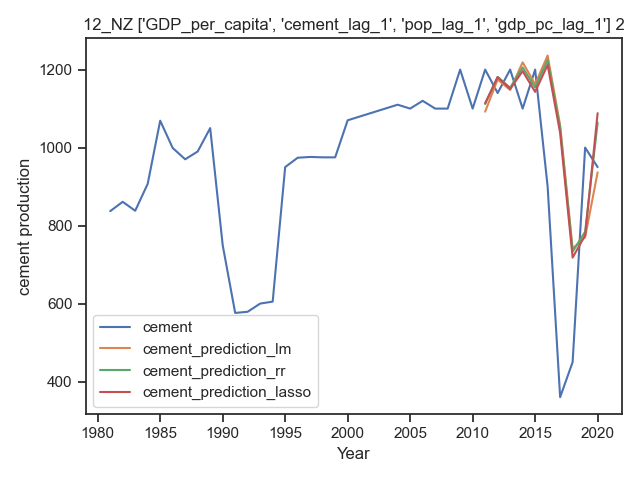 12_NZ ['GDP_per_capita', 'cement_lag_1', 'pop_lag_1', 'gdp_pc_lag_1'] 2
1200
1000
800
600
400
cement production
cement
cement_prediction_lm
cement_prediction_rr
cement_prediction_lasso
1980 1985 1990 1995 2000 2005 2010 2015 2020
Year